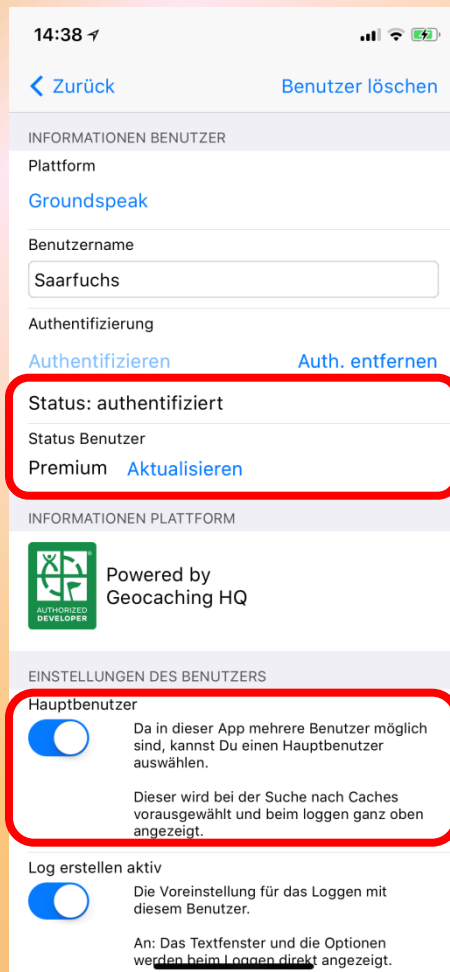 14:38
Zurück
Benutzer löschen
INFORMATIONEN BENUTZER
Plattform
Groundspeak
Benutzername
Saarfuchs
Authentifizierung
Authentifizieren
Auth. entfernen
Status: authentifiziert
Status Benutzer
Premium Aktualisieren
INFORMATIONEN PLATTFORM
AUTHORIZED
DEVELOPER
Powered by
Geocaching HQ
EINSTELLUNGEN DES BENUTZERS
Hauptbenutzer
Da in dieser App mehrere Benutzer möglich
sind, kannst Du einen Hauptbenutzer
auswählen.
Dieser wird bei der Suche nach Caches
vorausgewählt und beim loggen ganz oben
angezeigt.
Log erstellen aktiv
Die Voreinstellung für das Loggen mit
diesem Benutzer.
An: Das Textfenster und die Optionen
werden beim Loggen direkt angezeigt.